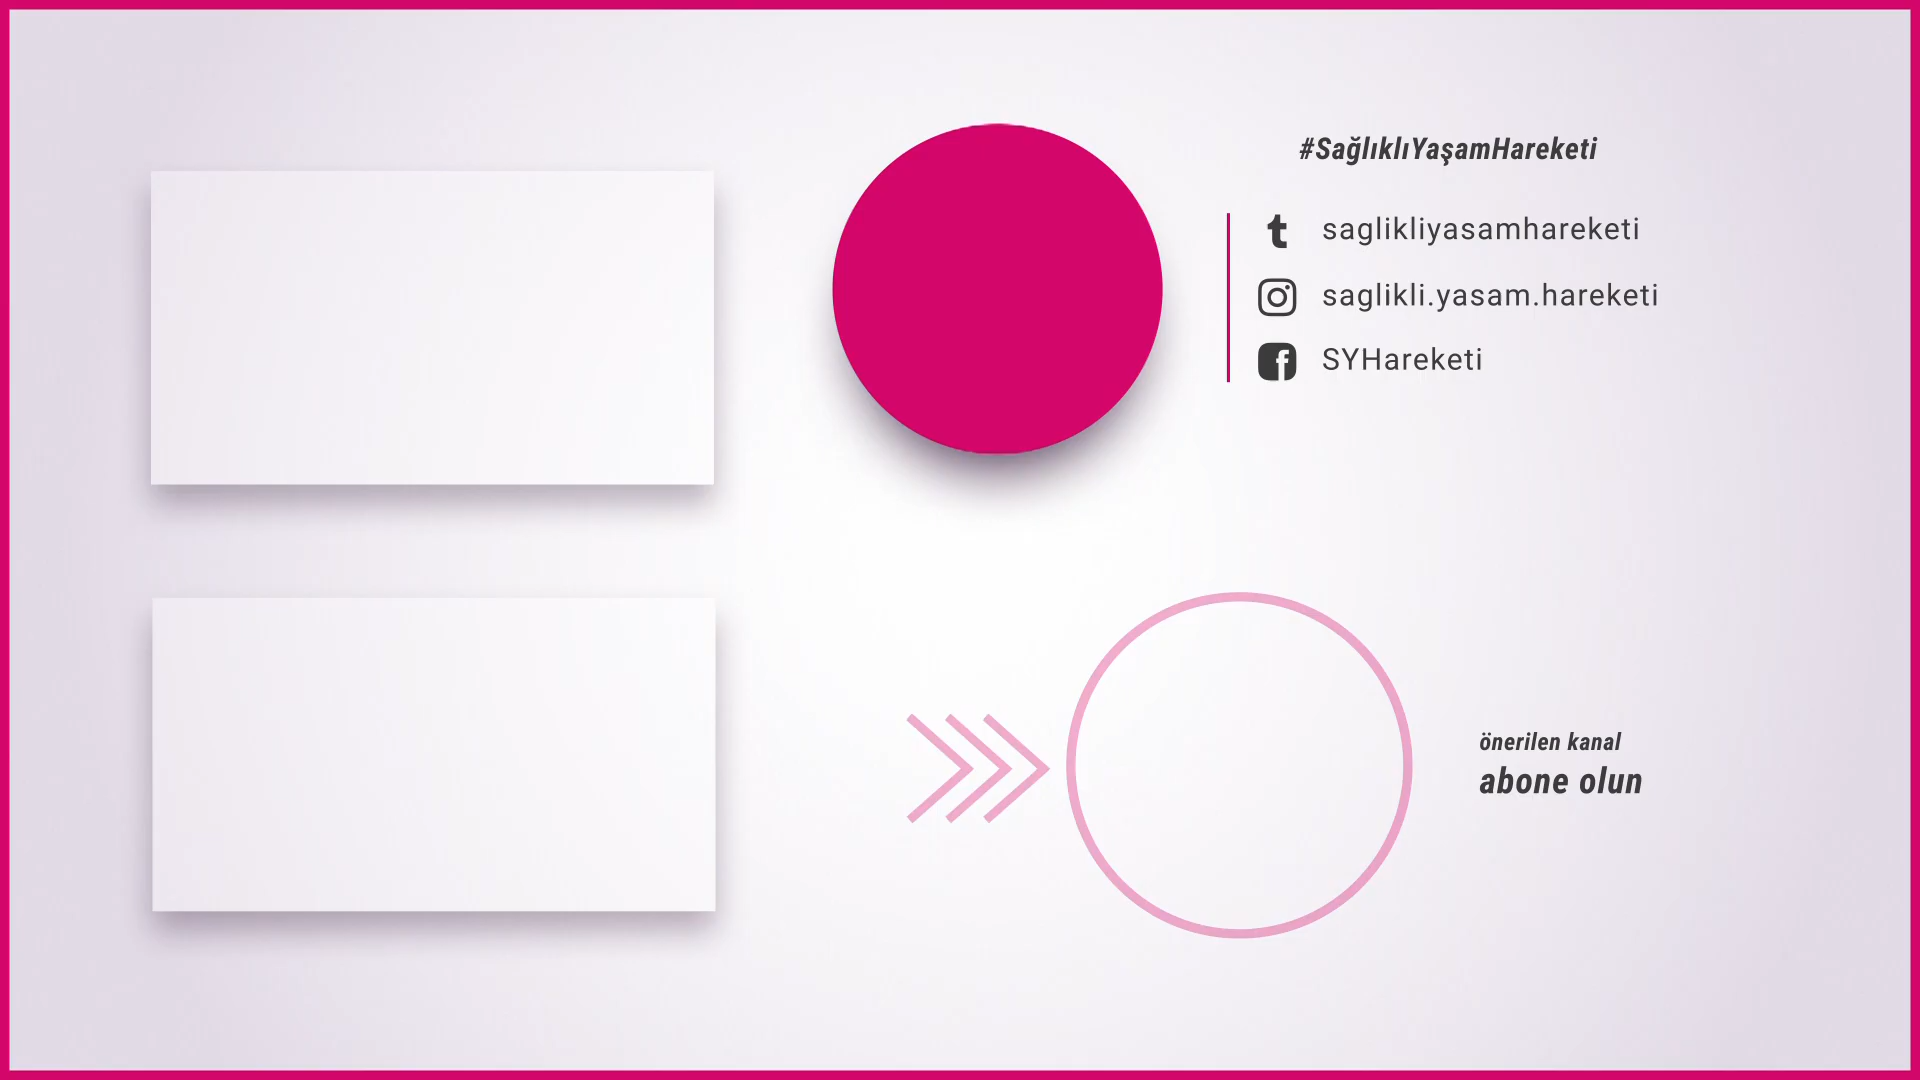 #SağlıklıYaşamHareketi
saglikliyasamhareketi
saglikli.yasam.hareketi
SYHareketi
önerilen kanal
abone olun